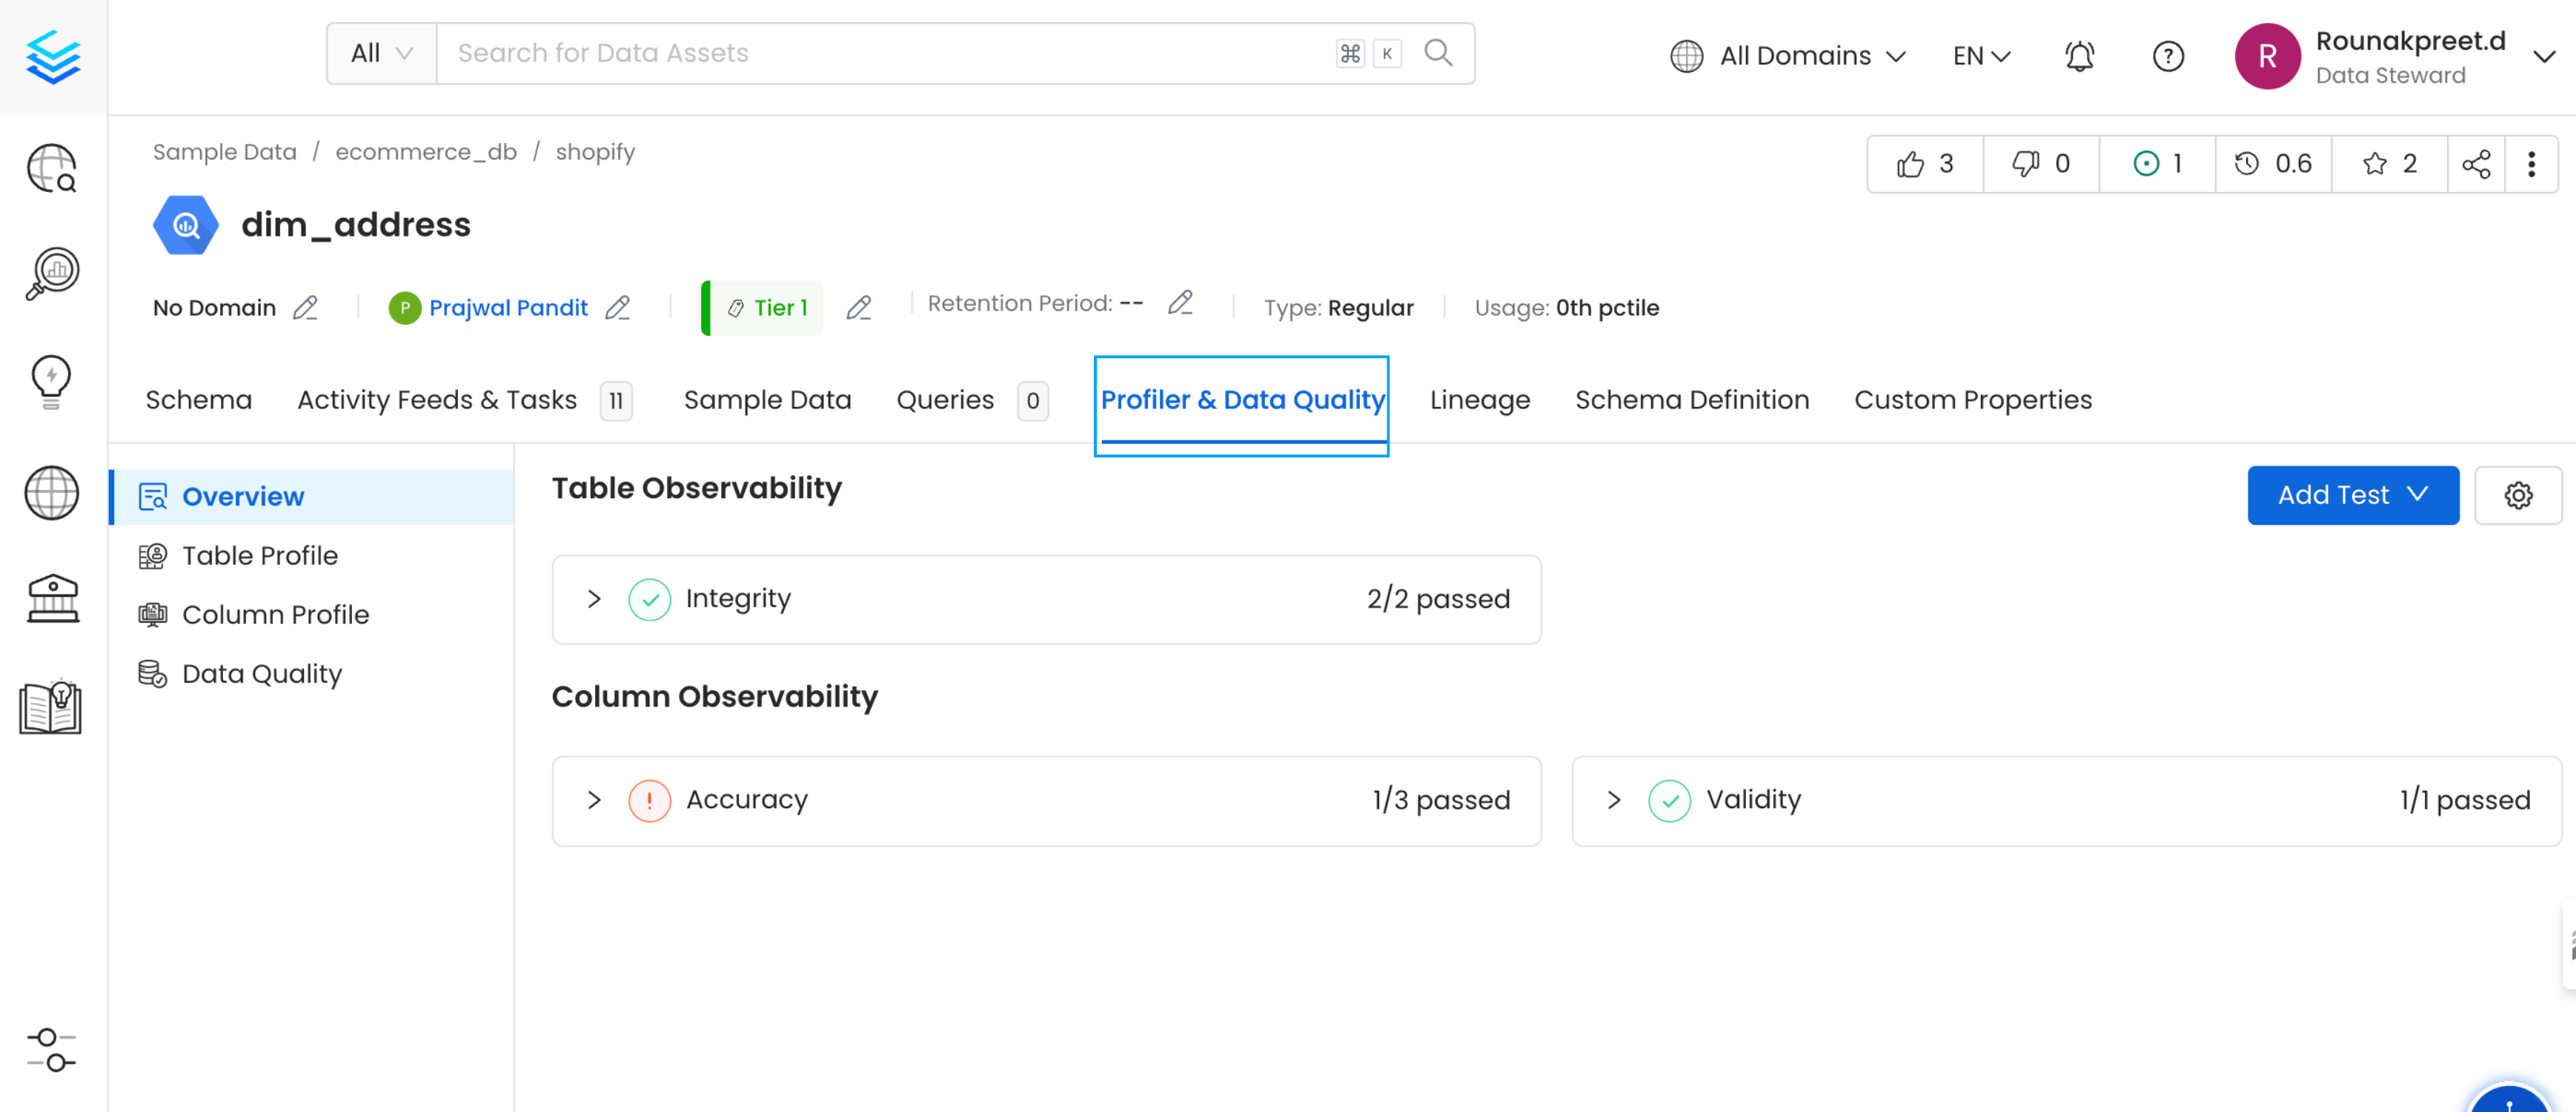 All
Search for Data Assets
⌘ K
All Domains
EN
R
Rounakpreet.d
Data Steward
Sample Data / ecommerce_db / shopify
3
0
1
0.6
2
dim_address
No Domain
P
Prajwal Pandit
Tier 1
Retention Period: --
Type: Regular
Usage: 0th pctile
Schema
Activity Feeds & Tasks 11
Sample Data
Queries 0
Profiler & Data Quality
Lineage
Schema Definition
Custom Properties
Overview
Table Profile
Column Profile
Data Quality
Table Observability
Add Test
Integrity
2/2 passed
Column Observability
Accuracy
1/3 passed
Validity
1/1 passed